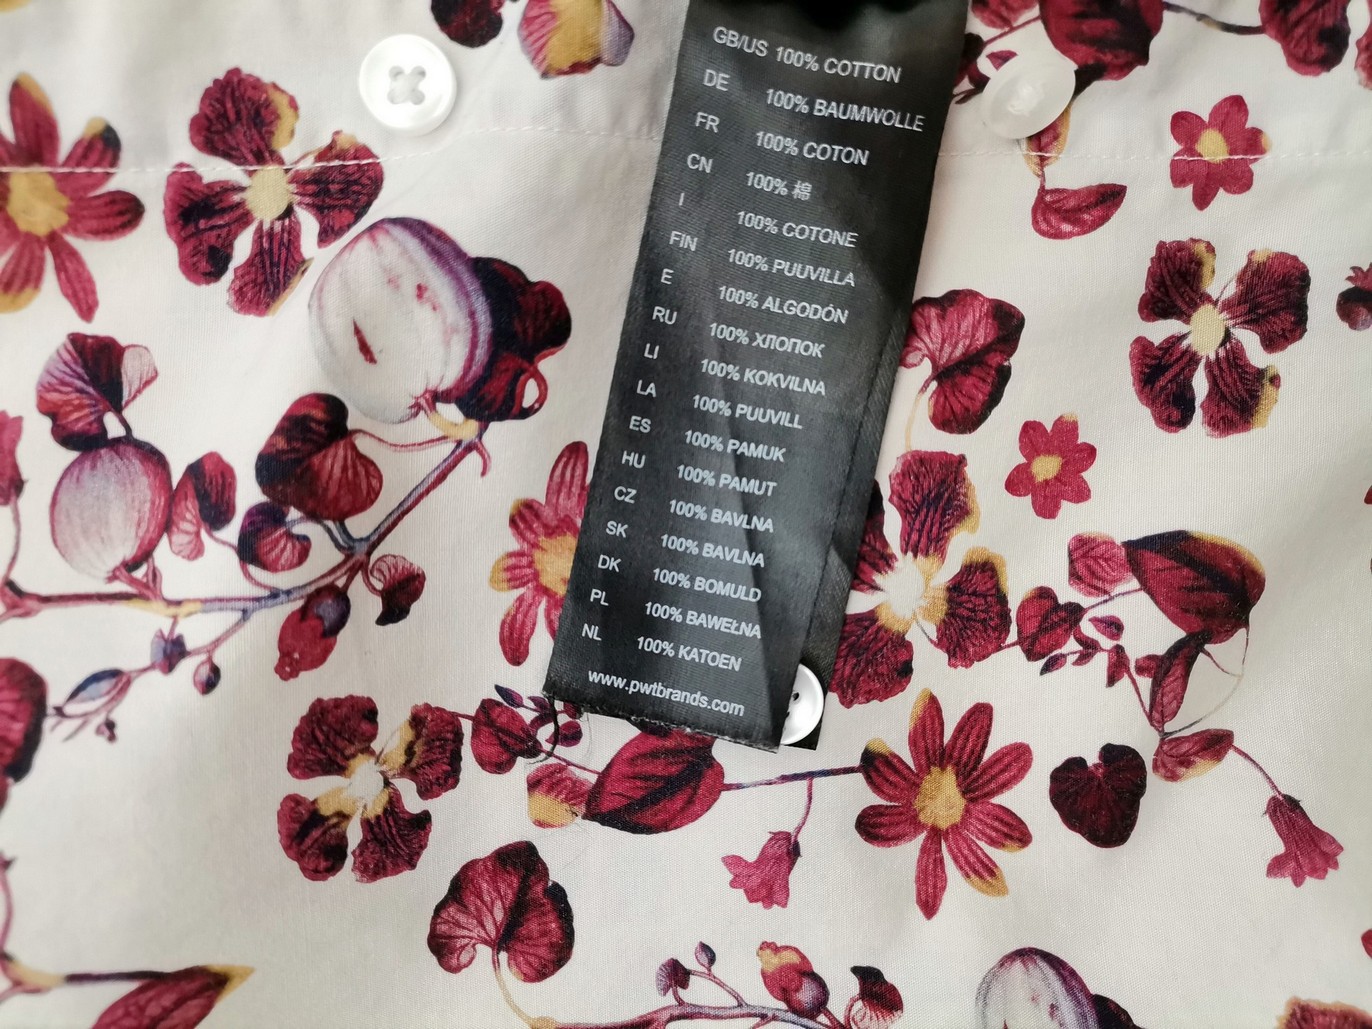 GB/US 100% COTTON
DE 100% BAUMWOLLE
FR 100% COTON
CN 100% 棉
I 100% COTONE
FIN 100% PUUVILLA
E 100% ALGODÓN
RU 100% ХЛОПОК
LI 100% KOKVILNA
LA 100% PUUVILL
ES 100% PAMUK
HU 100% PAMUT
CZ 100% BAVLNA
SK 100% BAVLNA
DK 100% BOMULD
PL 100% BAWEŁNA
NL 100% KATOEN
www.pwtbrands.com